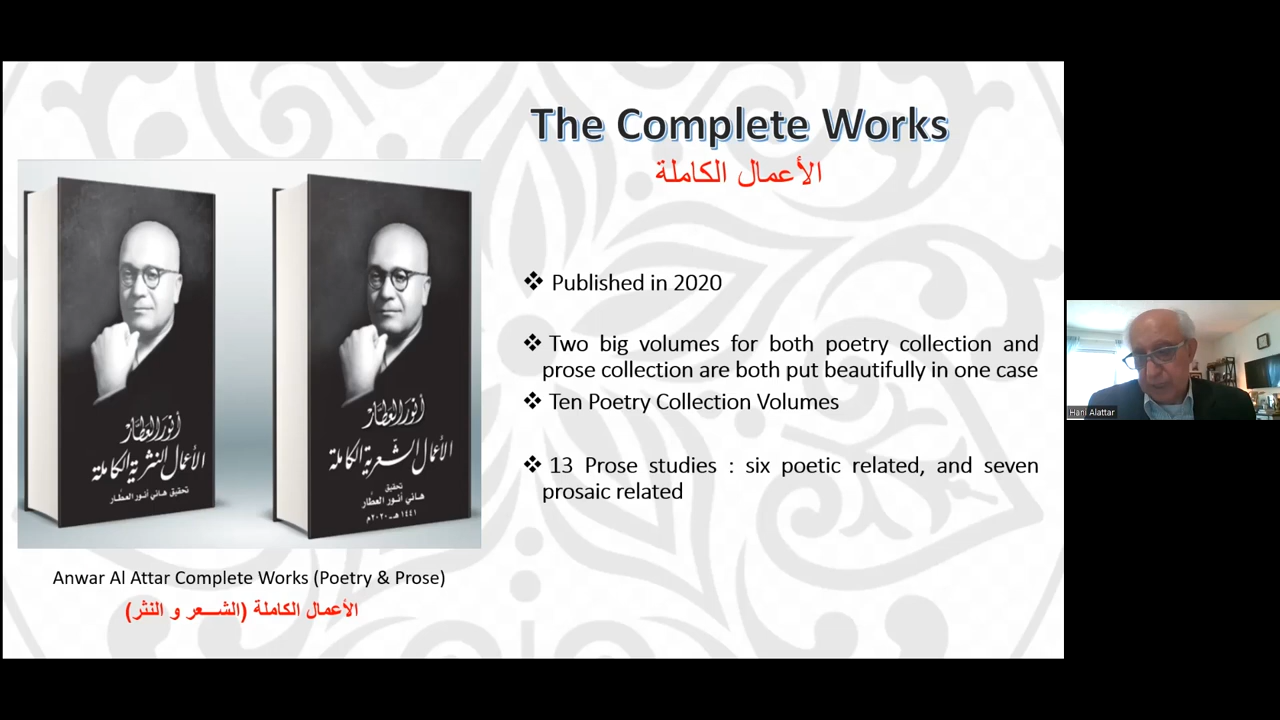 The Complete Works
الأعمال الكاملة
❖ Published in 2020
❖ Two big volumes for both poetry collection and
prose collection are both put beautifully in one case
❖ Ten Poetry Collection Volumes
❖ 13 Prose studies : six poetic related, and seven
prosaic related
أنور العطار
الأعمال النثرية الكاملة
تحقيق هاني أنور العطار
أنور العطار
الأعمال الشعرية الكاملة
تحقيق
هاني أنور العطار
١٤٤١هـ - ٢٠٢٠م
Anwar Al Attar Complete Works (Poetry & Prose)
الأعمال الكاملة (الشـــعر و النثر)
Hani Alattar